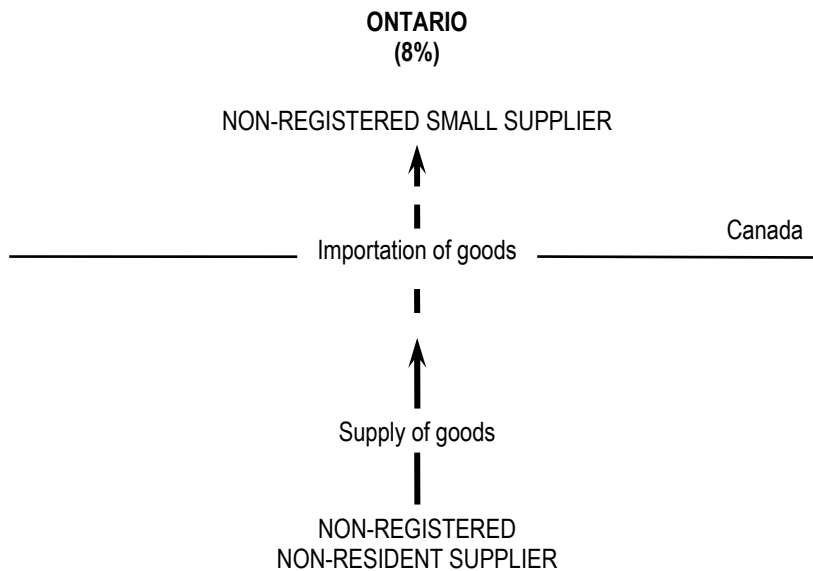 ONTARIO
(8%)
NON-REGISTERED SMALL SUPPLIER
Canada
Importation of goods
Supply of goods
NON-REGISTERED
NON-RESIDENT SUPPLIER